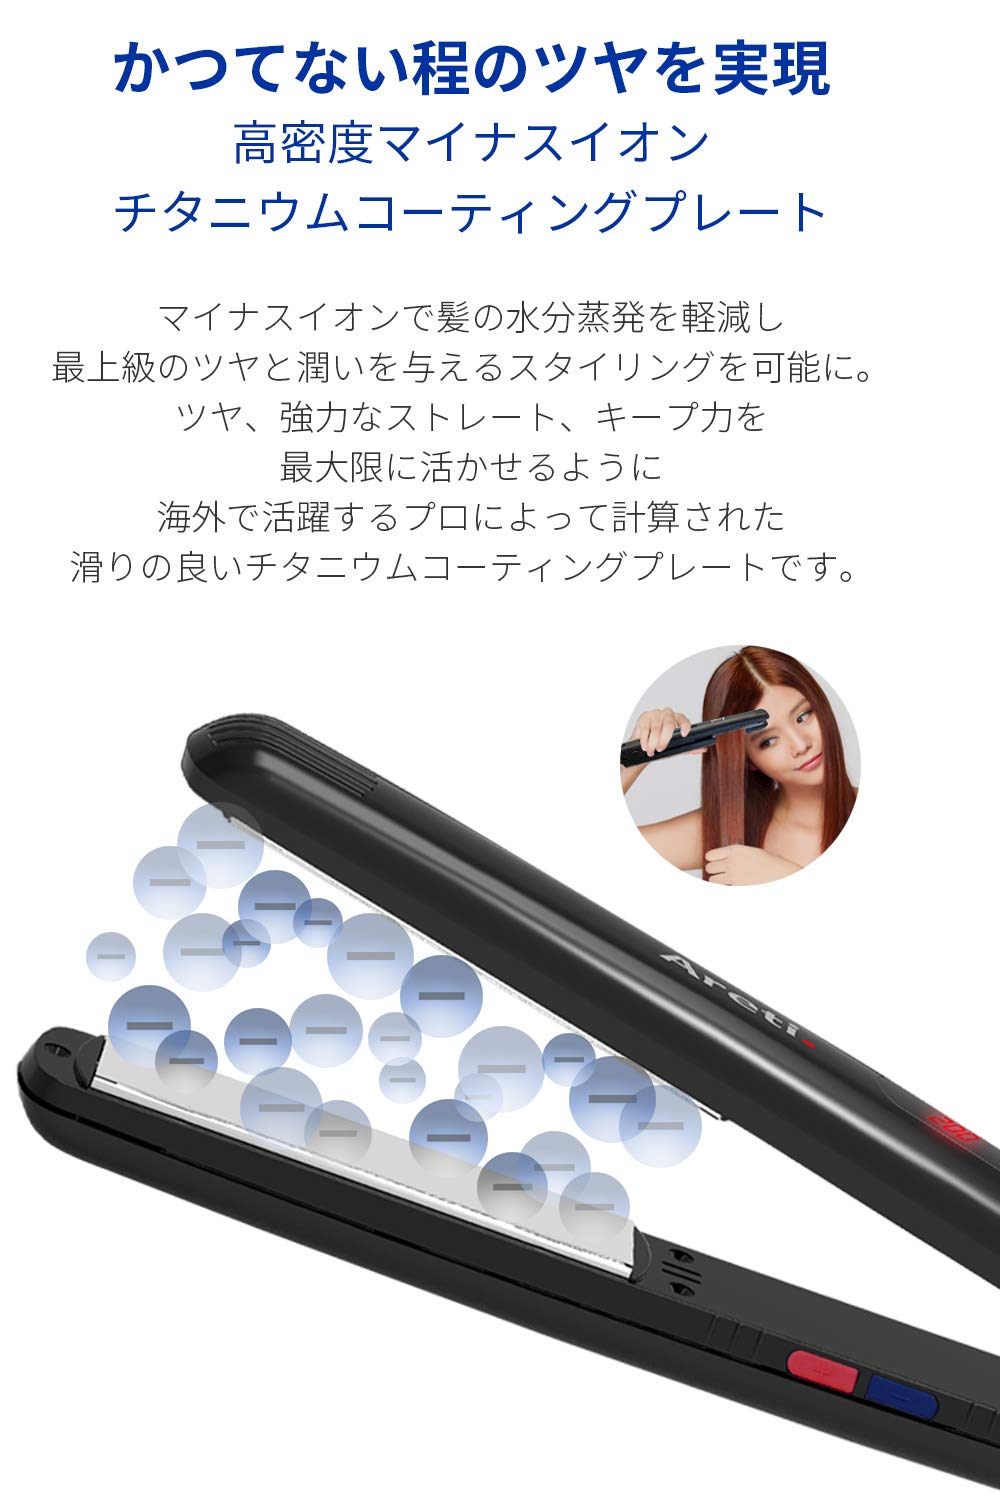 かつてない程のツヤを実現
高密度マイナスイオン
チタニウムコーティングプレート
マイナスイオンで髪の水分蒸発を軽減し
最上級のツヤと潤いを与えるスタイリングを可能に。
ツヤ、強力なストレート、キープ力を
最大限に活かせるように
海外で活躍するプロによって計算された
滑りの良いチタニウムコーティングプレートです。
Areti.
200